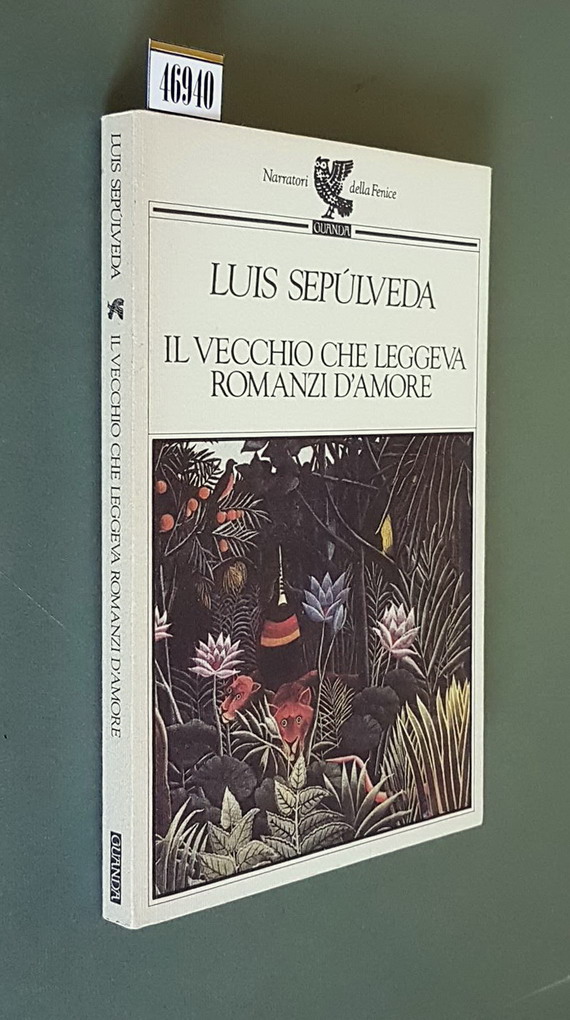 46940
Narratori della Fenice
GUANDA
LUIS SEPÚLVEDA
IL VECCHIO CHE LEGGEVA
ROMANZI D'AMORE
LUIS SEPÚLVEDA IL VECCHIO CHE LEGGEVA ROMANZI D'AMORE GUANDA